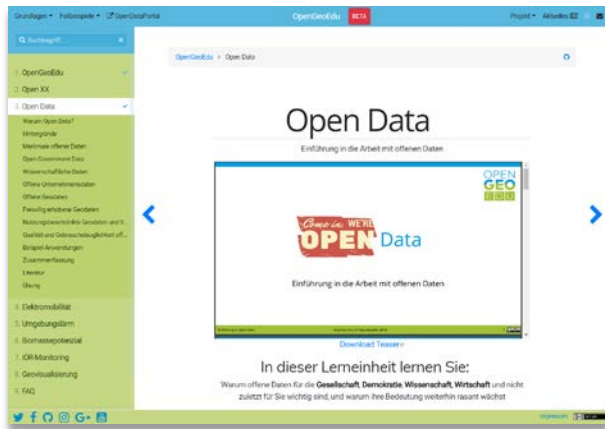 Grundlagen
Fallbeispiele
OpenDataPortal
OpenGeoEdu BETA
Projekt
Aktuelles
Suchbegriff
OpenGeoEdu > Open Data
1. OpenGeoEdu
2. Open XX
3. Open Data
Warum Open Data?
Hintergründe
Merkmale offener Daten
Open Government Data
Wissenschaftliche Daten
Offene Unternehmensdaten
Offene Geodaten
Freiwillig erhobene Geodaten
Nutzungseingeschränkte Geodaten und
Qualität und Gebrauchstauglichkeit off...
Beispiel-Anwendungen
Zusammenfassung
Literatur
Übung
4. Elektromobilität
5. Umgebungslärm
6. Biomassepotenzial
7. IÖR-Monitoring
8. Geovisualisierung
9. FAQ
Open Data
Einführung in die Arbeit mit offenen Daten
OPEN
GEO
EDU
Come in, WE'RE
OPEN Data
Einführung in die Arbeit mit offenen Daten
Download Teaser
In dieser Lerneinheit lernen Sie:
Warum offene Daten für die Gesellschaft, Demokratie, Wissenschaft, Wirtschaft und nicht
zuletzt für Sie wichtig sind, und warum ihre Bedeutung weiterhin rasant wächst
Impressum